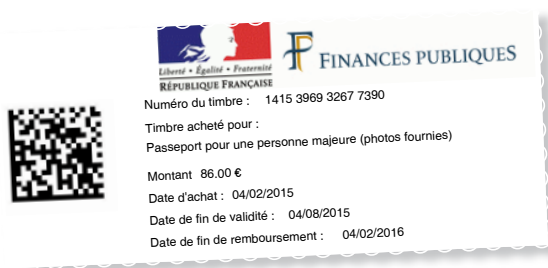 Liberté • Égalité • Fraternité
RÉPUBLIQUE FRANÇAISE
FINANCES PUBLIQUES
Numéro du timbre : 1415 3969 3267 7390
Timbre acheté pour :
Passeport pour une personne majeure (photos fournies)
Montant 86.00 €
Date d'achat : 04/02/2015
Date de fin de validité : 04/08/2015
Date de fin de remboursement : 04/02/2016